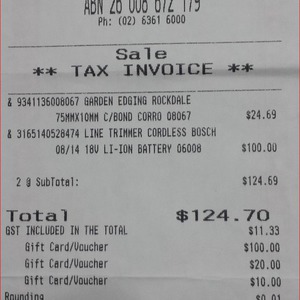 ABN 26 008 672 179
Ph: (02) 6361 6000
Sale
** TAX INVOICE **
& 9341136008067 GARDEN EDGING ROCKDALE
75MMX10MM C/BOND CORRO 08067 $24.69
& 3165140528474 LINE TRIMMER CORDLESS BOSCH
08/14 18V LI-ION BATTERY 06008 $100.00
2 @ SubTotal: $124.69
Total $124.70
GST INCLUDED IN THE TOTAL $11.33
Gift Card/Voucher $100.00
Gift Card/Voucher $20.00
Gift Card/Voucher $10.00
Rounding $0.01